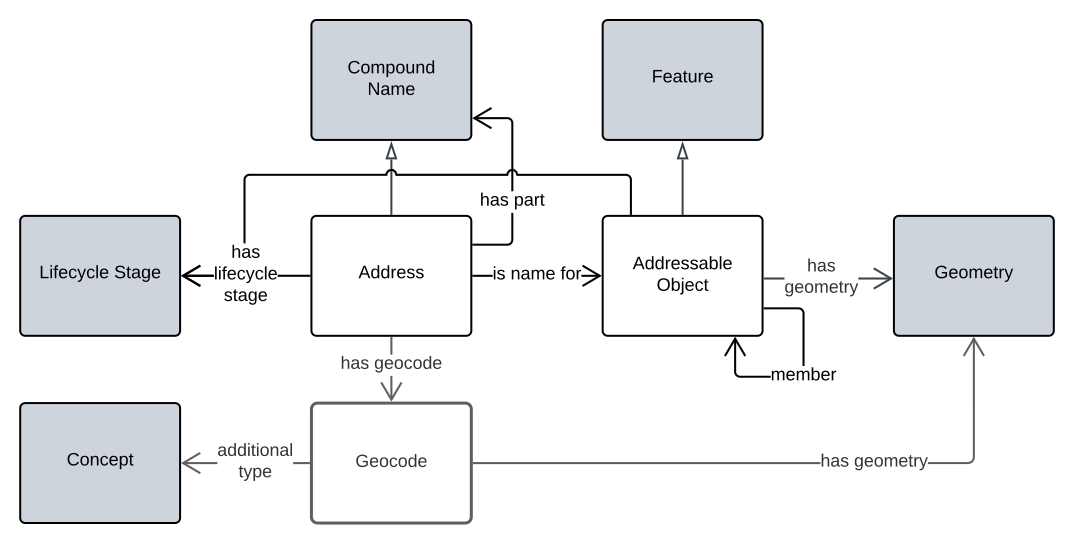 Compound
Name
Feature
has part
Lifecycle Stage
has
lifecycle
stage
Address
is name for
Addressable
Object
has
geometry
Geometry
has geocode
member
Concept
additional
type
Geocode
has geometry